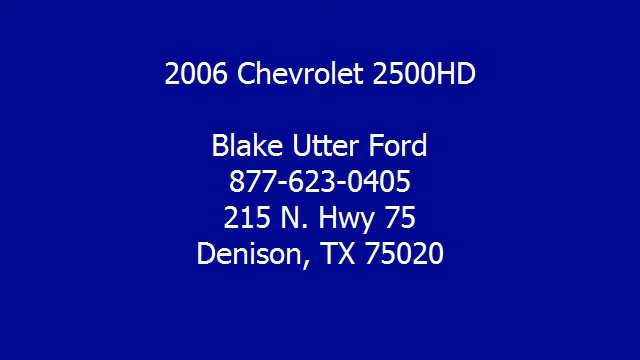 2006 Chevrolet 2500HD
Blake Utter Ford
877-623-0405
215 N. Hwy 75
Denison, TX 75020